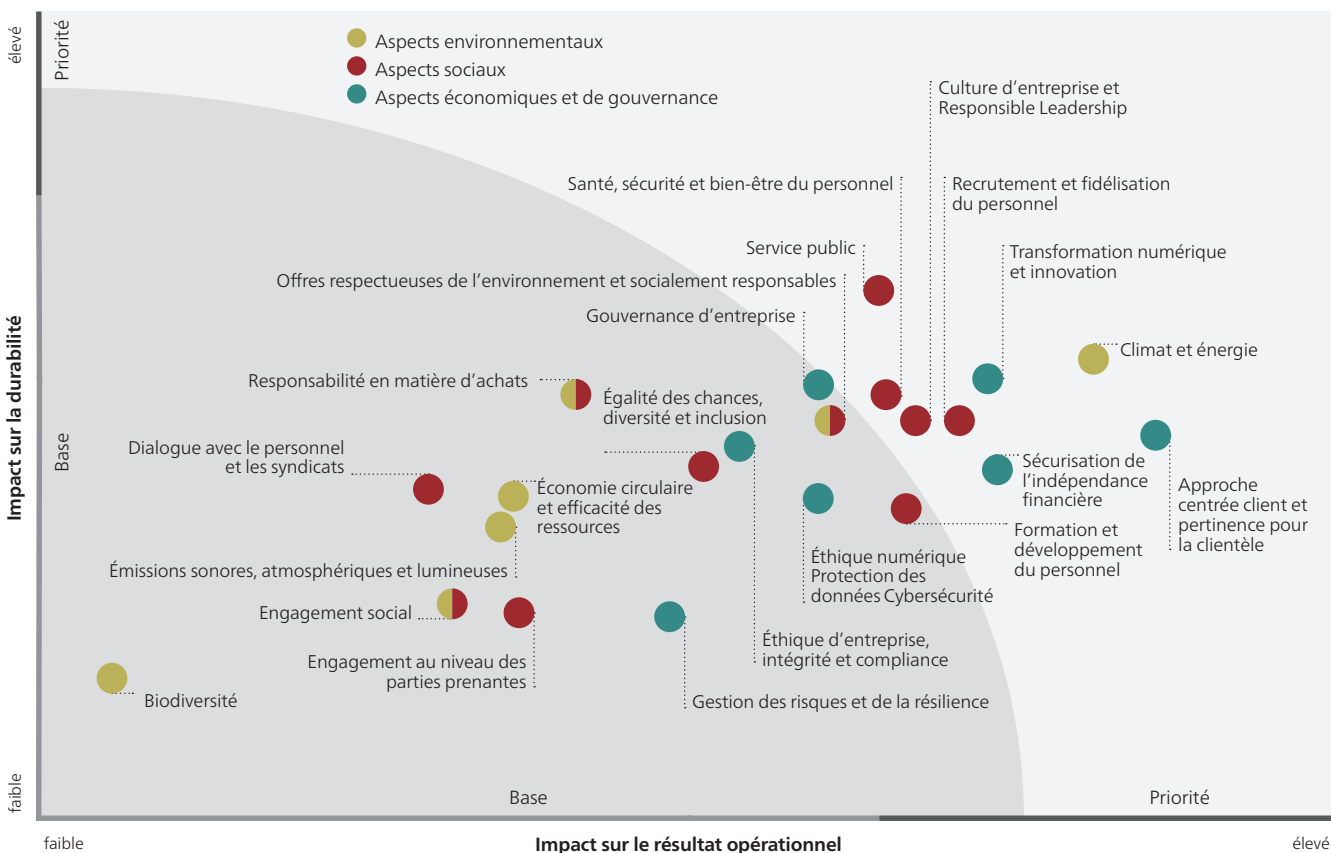 élevé
Priorité
Aspects environnementaux
Aspects sociaux
Aspects économiques et de gouvernance
Culture d’entreprise et
Responsible Leadership
Santé, sécurité et bien-être du personnel
Recrutement et fidélisation
du personnel
Service public
Transformation numérique
et innovation
Offres respectueuses de l’environnement et socialement responsables
Gouvernance d’entreprise
Climat et énergie
Responsabilité en matière d’achats
Égalité des chances,
diversité et inclusion
Impact sur la durabilité
Base
Dialogue avec le personnel
et les syndicats
Sécurisation de
l’indépendance
financière
Économie circulaire
et efficacité des
ressources
Approche
centrée client et
pertinence pour
la clientèle
Formation et
développement
du personnel
Éthique numérique
Protection des
données Cybersécurité
Émissions sonores, atmosphériques et lumineuses
Engagement social
Éthique d’entreprise,
intégrité et compliance
Engagement au niveau des
parties prenantes
Biodiversité
Gestion des risques et de la résilience
faible
Base
Priorité
faible
Impact sur le résultat opérationnel
élevé